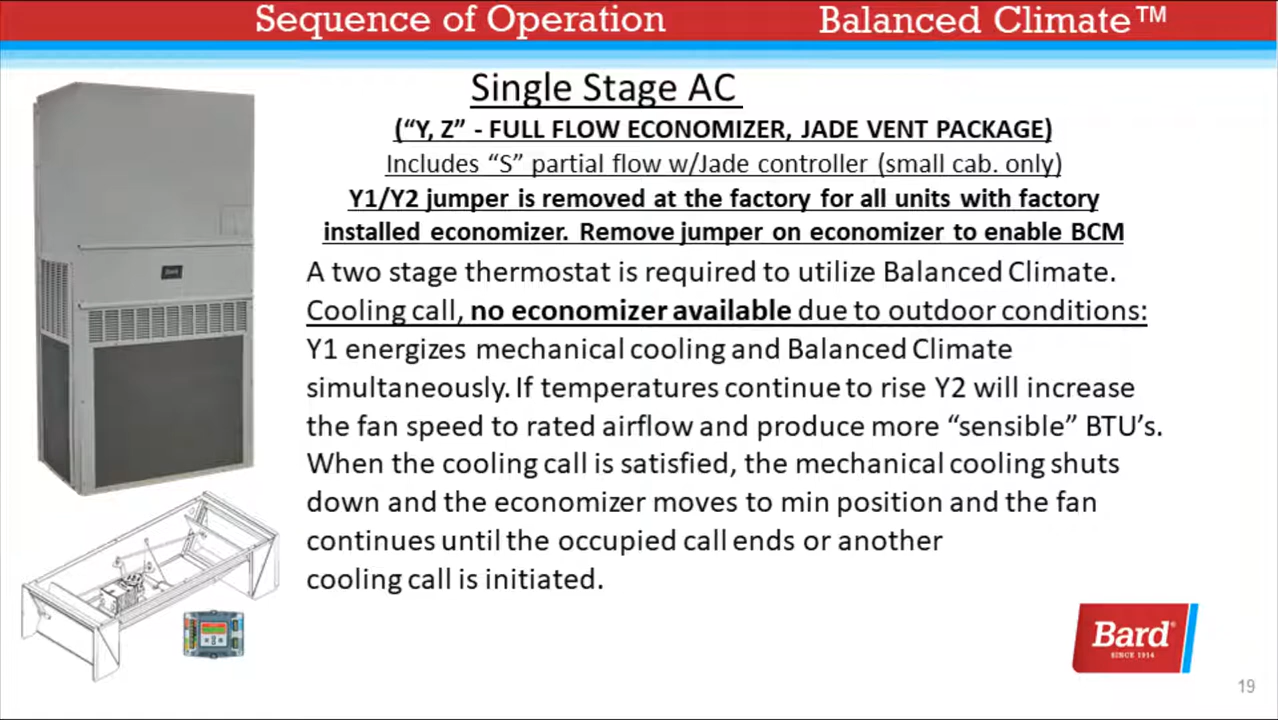 Sequence of Operation
Balanced Climate™
Single Stage AC
("Y, Z" - FULL FLOW ECONOMIZER, JADE VENT PACKAGE)
Includes "S" partial flow w/Jade controller (small cab. only)
Y1/Y2 jumper is removed at the factory for all units with factory
installed economizer. Remove jumper on economizer to enable BCM
A two stage thermostat is required to utilize Balanced Climate.
Cooling call, no economizer available due to outdoor conditions:
Y1 energizes mechanical cooling and Balanced Climate
simultaneously. If temperatures continue to rise Y2 will increase
the fan speed to rated airflow and produce more "sensible" BTU's.
When the cooling call is satisfied, the mechanical cooling shuts
down and the economizer moves to min position and the fan
continues until the occupied call ends or another
cooling call is initiated.
Bard
Bard®
SINCE 1914
19